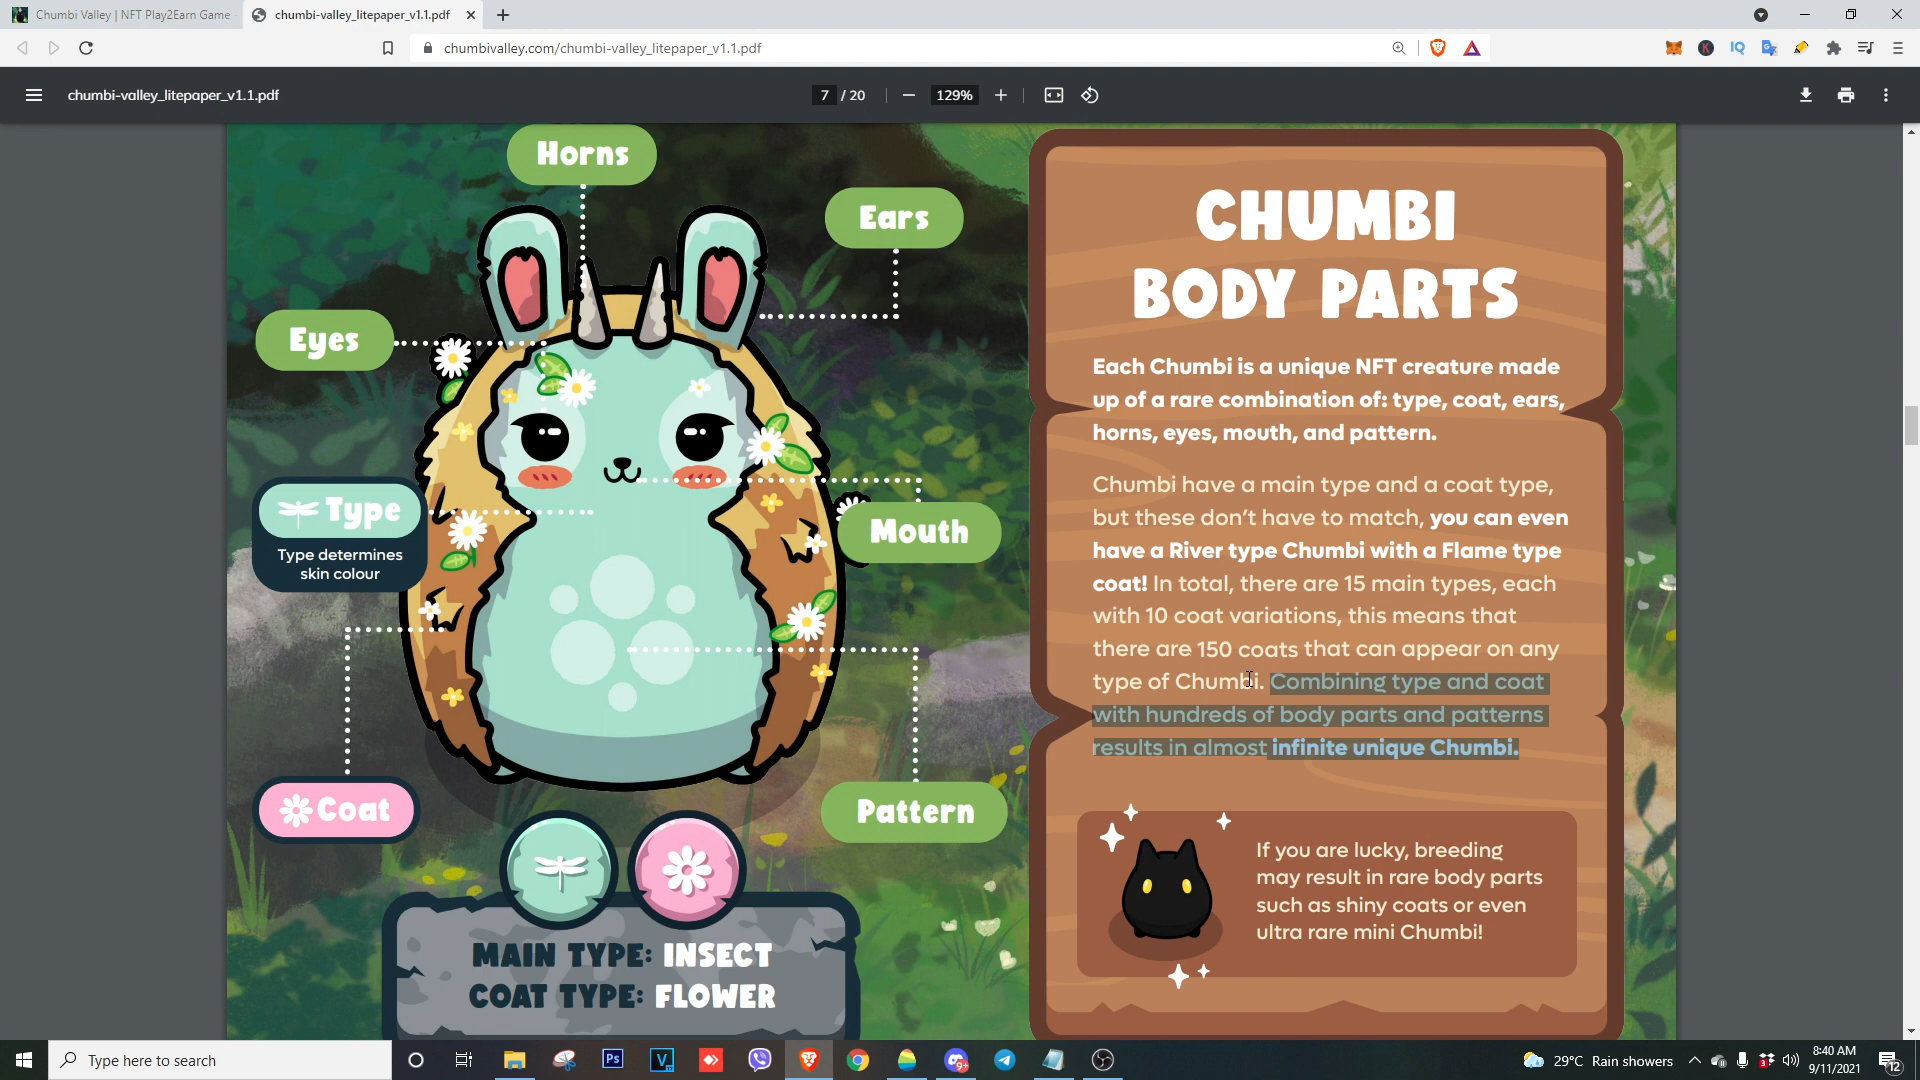 Chumbi Valley | NFT Play2Earn Game
chumbi-valley_litepaper_v1.1.pdf
chumbivalley.com/chumbi-valley_litepaper_v1.1.pdf
chumbi-valley_litepaper_v1.1.pdf
7 / 20
129%
Horns
Ears
Eyes
Type
Type determines
skin colour
Mouth
Coat
Pattern
MAIN TYPE: INSECT
COAT TYPE: FLOWER
CHUMBI
BODY PARTS
Each Chumbi is a unique NFT creature made
up of a rare combination of: type, coat, ears,
horns, eyes, mouth, and pattern.
Chumbi have a main type and a coat type,
but these don't have to match, you can even
have a River type Chumbi with a Flame type
coat! In total, there are 15 main types, each
with 10 coat variations, this means that
there are 150 coats that can appear on any
type of Chumbi. Combining type and coat
with hundreds of body parts and patterns
results in almost infinite unique Chumbi.
If you are lucky, breeding
may result in rare body parts
such as shiny coats or even
ultra rare mini Chumbi!
Type here to search
Ps
V
29°C Rain showers
8:40 AM
9/11/2021
12